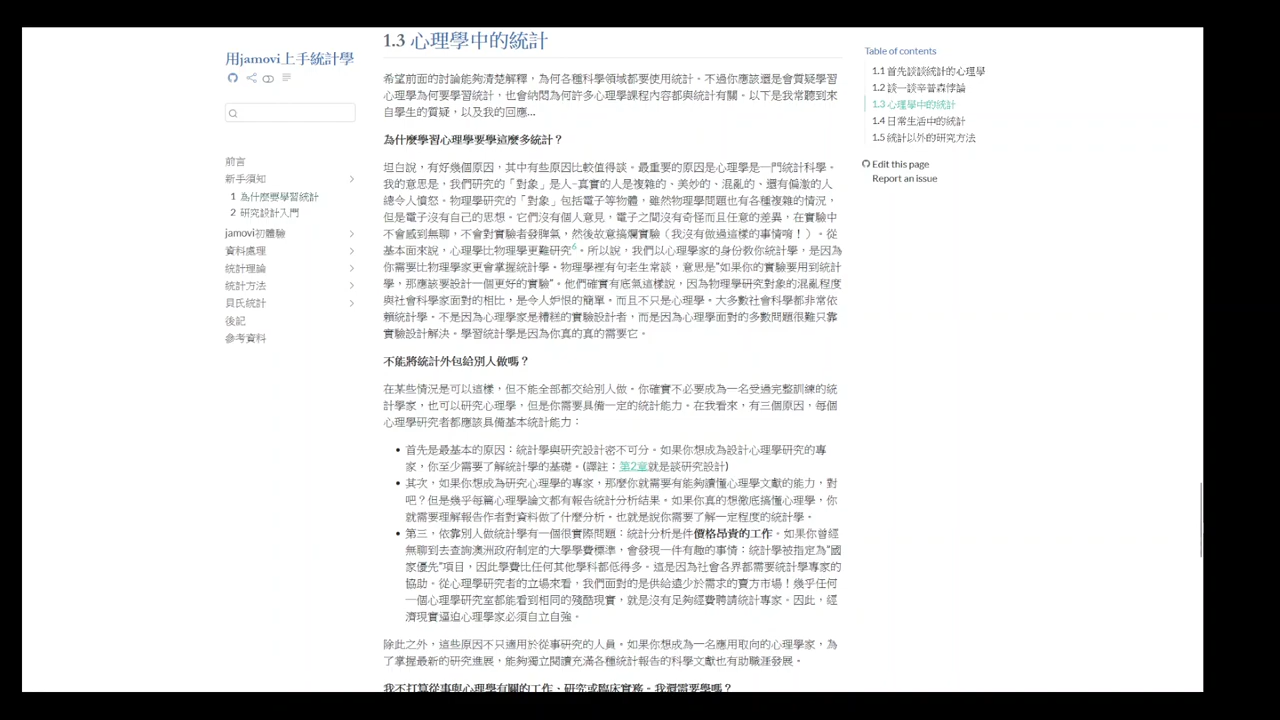 用jamovi上手統計學
前言
新手須知
1 為什麼要學習統計
2 研究設計入門
jamovi初體驗
資料處理
統計理論
統計方法
貝氏統計
後記
參考資料
1.3 心理學中的統計
希望前面的討論能夠清楚解釋，為何各種科學領域都要使用統計。不過你應該還是會質疑學習
心理學為何要學習統計，也會納悶為何許多心理學課程內容都與統計有關。以下是我常聽到來
自學生的質疑，以及我的回應...
為什麼學習心理學要學這麼多統計？
坦白說，有好幾個原因，其中有些原因比較值得談。最重要的原因是心理學是一門統計科學。
我的意思是，我們研究的「對象」是人-真實的人是複雜的、美妙的、混亂的、還有偏激的人
總令人憤怒。物理學研究的「對象」包括電子等物體，雖然物理學問題也有各種複雜的情況，
但是電子沒有自己的思想。它們沒有個人意見，電子之間沒有奇怪而且任意的差異，在實驗中
不會感到無聊，不會對實驗者發脾氣，然後故意搞爛實驗（我沒有做過這樣的事情唷！）。從
基本面來說，心理學比物理學更難研究6。所以說，我們以心理學家的身份教你統計學，是因為
你需要比物理學家更會掌握統計學。物理學裡有句老生常談，意思是"如果你的實驗要用到統計
學，那應該要設計一個更好的實驗"。他們確實有底氣這樣說，因為物理學研究對象的混亂程度
與社會科學家面對的相比，是令人妒恨的簡單。而且不只是心理學。大多數社會科學都非常依
賴統計學。不是因為心理學家是糟糕的實驗設計者，而是因為心理學面對的多數問題很難只靠
實驗設計解決。學習統計學是因為你真的真的需要它。
不能將統計外包給別人做嗎？
在某些情況是可以這樣，但不能全部都交給別人做。你確實不必要成為一名受過完整訓練的統
計學家，也可以研究心理學，但是你需要具備一定的統計能力。在我看來，有三個原因，每個
心理學研究者都應該具備基本統計能力：
• 首先是最基本的原因：統計學與研究設計密不可分。如果你想成為設計心理學研究的專
家，你至少需要了解統計學的基礎。(譯註：第2章就是談研究設計)
• 其次，如果你想成為研究心理學的專家，那麼你就需要有能夠讀懂心理學文獻的能力，對
吧？但是幾乎每篇心理學論文都有報告統計分析結果。如果你真的想徹底搞懂心理學，你
就需要理解報告作者對資料做了什麼分析。也就是說你需要了解一定程度的統計學。
• 第三，依靠別人做統計學有一個很實際問題：統計分析是件價格昂貴的工作。如果你曾經
無聊到去查詢澳洲政府制定的大學學費標準，會發現一件有趣的事情：統計學被指定為"國
家優先"項目，因此學費比任何其他學科都低得多。這是因為社會各界都需要統計學專家的
協助。從心理學研究者的立場來看，我們面對的是供給遠少於需求的賣方市場！幾乎任何
一個心理學研究室都能看到相同的殘酷現實，就是沒有足夠經費聘請統計專家。因此，經
濟現實逼迫心理學家必須自立自強。
除此之外，這些原因不只適用於從事研究的人員。如果你想成為一名應用取向的心理學家，為
了掌握最新的研究進展，能夠獨立閱讀充滿各種統計報告的科學文獻也有助職涯發展。
我不打算從事與心理學有關的工作、研究或臨床實務。我還需要學嗎？
Table of contents
1.1 首先談談統計的心理學
1.2 談一談辛普森悖論
1.3 心理學中的統計
1.4 日常生活中的統計
1.5 統計以外的研究方法
Edit this page
Report an issue